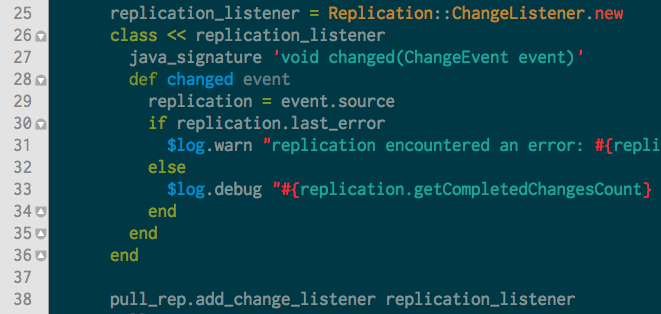 25 replication_listener = Replication::ChangeListener.new
26 class << replication_listener
27 java_signature 'void changed(ChangeEvent event)'
28 def changed event
29 replication = event.source
30 if replication.last_error
31 $log.warn "replication encountered an error: #{repli
32 else
33 $log.debug "#{replication.getCompletedChangesCount}
34 end
35 end
36 end
37
38 pull_rep.add_change_listener replication_listener